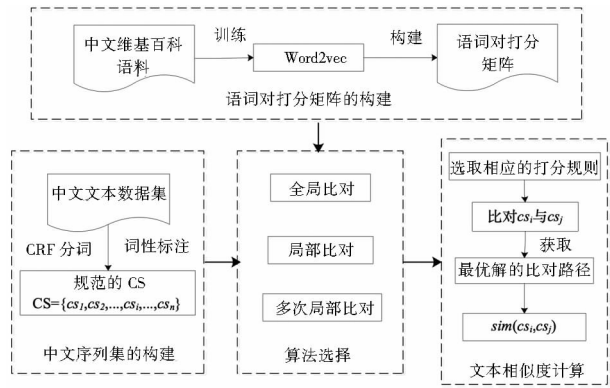 中文维基百科
语料
训练
Word2vec
构建
语词对打分
矩阵
语词对打分矩阵的构建
中文文本数据集
CRF 分词
词性标注
规范的 CS
CS={cs1,cs2,...,csi,...,csn}
中文序列集的构建
全局比对
局部比对
多次局部比对
算法选择
选取相应的打分规则
比对csi与csj
获取
最优解的比对路径
sim(csi,csj)
文本相似度计算